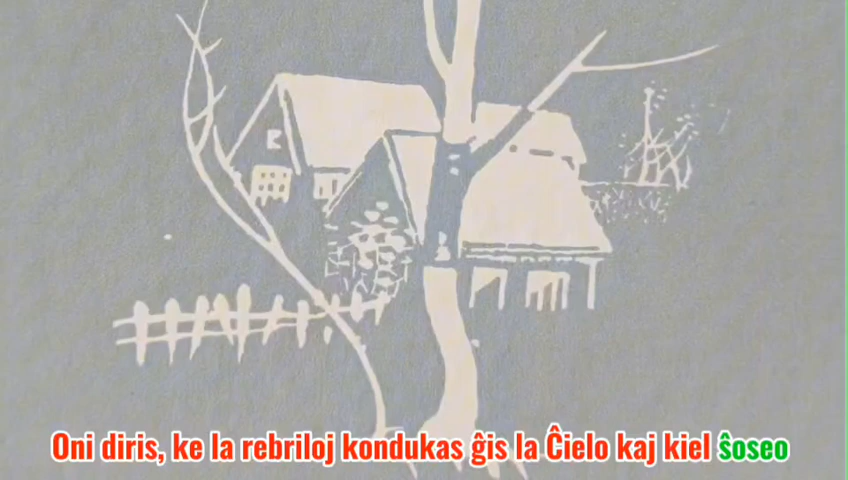 Oni diris, ke la rebriloj kondukas ĝis la Ĉielo kaj kiel ŝoseo